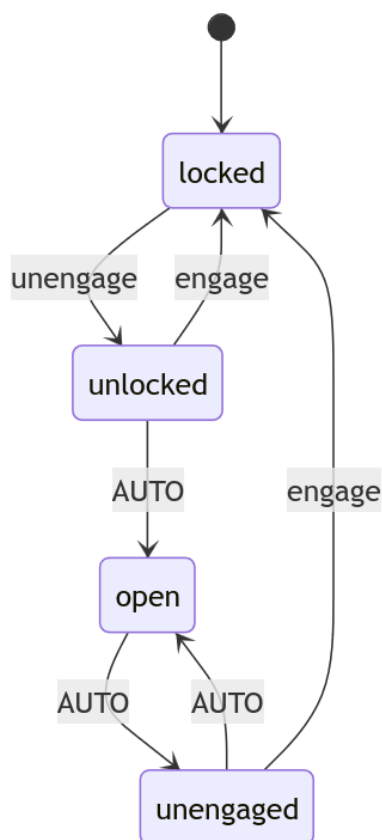 locked
unengage
engage
unlocked
AUTO
engage
open
AUTO
AUTO
unengaged